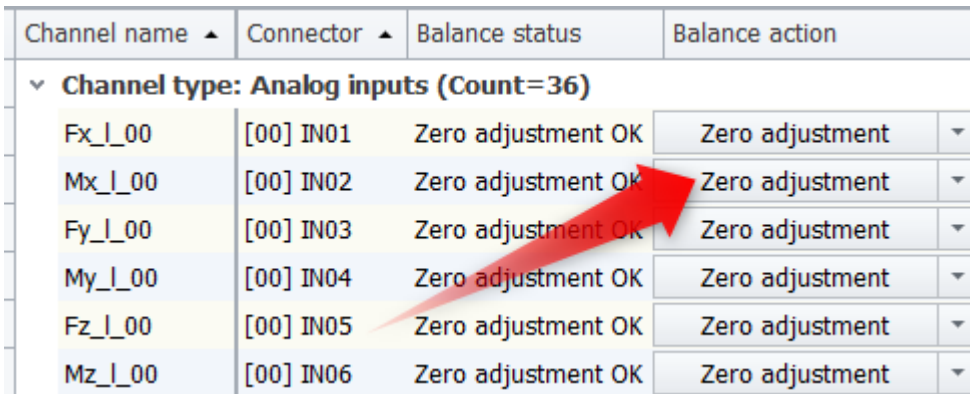 Channel name Connector Balance status Balance action
Channel type: Analog inputs (Count=36)
Fx_l_00 [00] IN01 Zero adjustment OK Zero adjustment
Mx_l_00 [00] IN02 Zero adjustment OK Zero adjustment
Fy_l_00 [00] IN03 Zero adjustment OK Zero adjustment
My_l_00 [00] IN04 Zero adjustment OK Zero adjustment
Fz_l_00 [00] IN05 Zero adjustment OK Zero adjustment
Mz_l_00 [00] IN06 Zero adjustment OK Zero adjustment